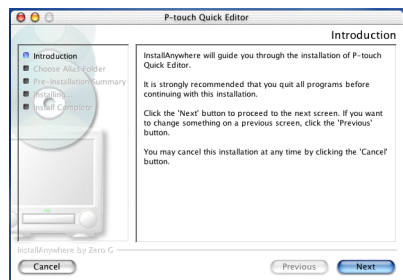 P-touch Quick Editor
Introduction
Introduction
Choose Alias Folder
Pre-Installation Summary
Installing...
Install Complete
InstallAnywhere will guide you through the installation of P-touch
Quick Editor.
It is strongly recommended that you quit all programs before
continuing with this installation.
Click the 'Next' button to proceed to the next screen. If you want
to change something on a previous screen, click the 'Previous'
button.
You may cancel this installation at any time by clicking the 'Cancel'
button.
InstallAnywhere by Zero G
Cancel
Previous
Next